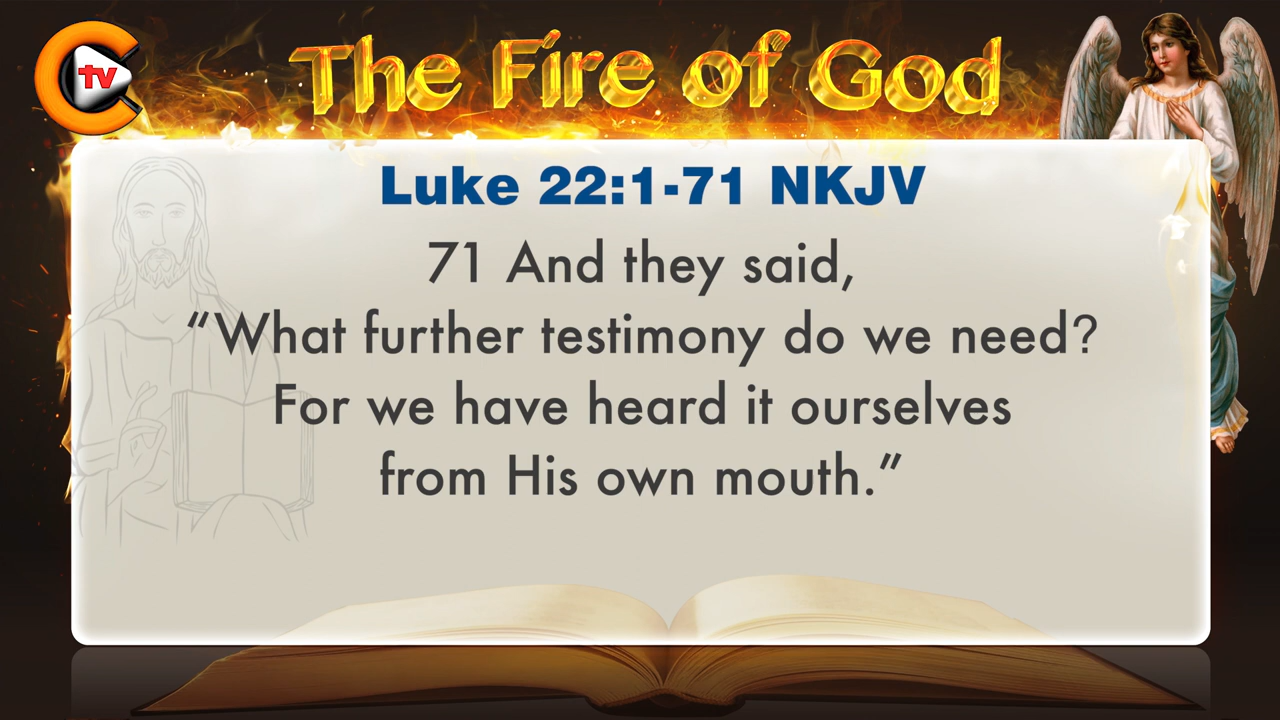 C tv
The Fire of God
Luke 22:1-71 NKJV
71 And they said,
“What further testimony do we need?
For we have heard it ourselves
from His own mouth.”